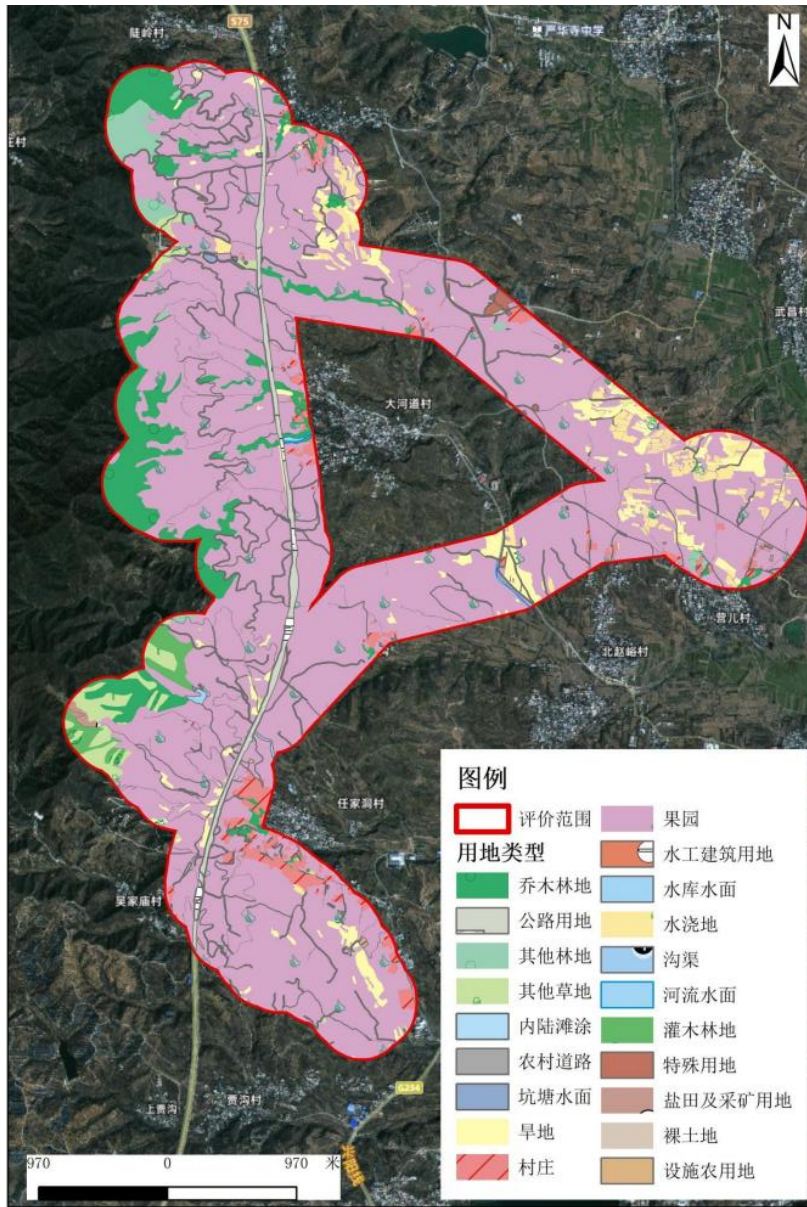 S75
陡岭村
严华寺中学
N
庄村
武昌村
大河道村
营儿村
北赵峪村
任家洞村
吴家庙村
G234
上贾沟
贾沟村
米阳线
970 0 970 米
图例
评价范围
用地类型
乔木林地
公路用地
其他林地
其他草地
内陆滩涂
农村道路
坑塘水面
旱地
村庄
果园
水工建筑用地
水库水面
水浇地
沟渠
河流水面
灌木林地
特殊用地
盐田及采矿用地
裸土地
设施农用地